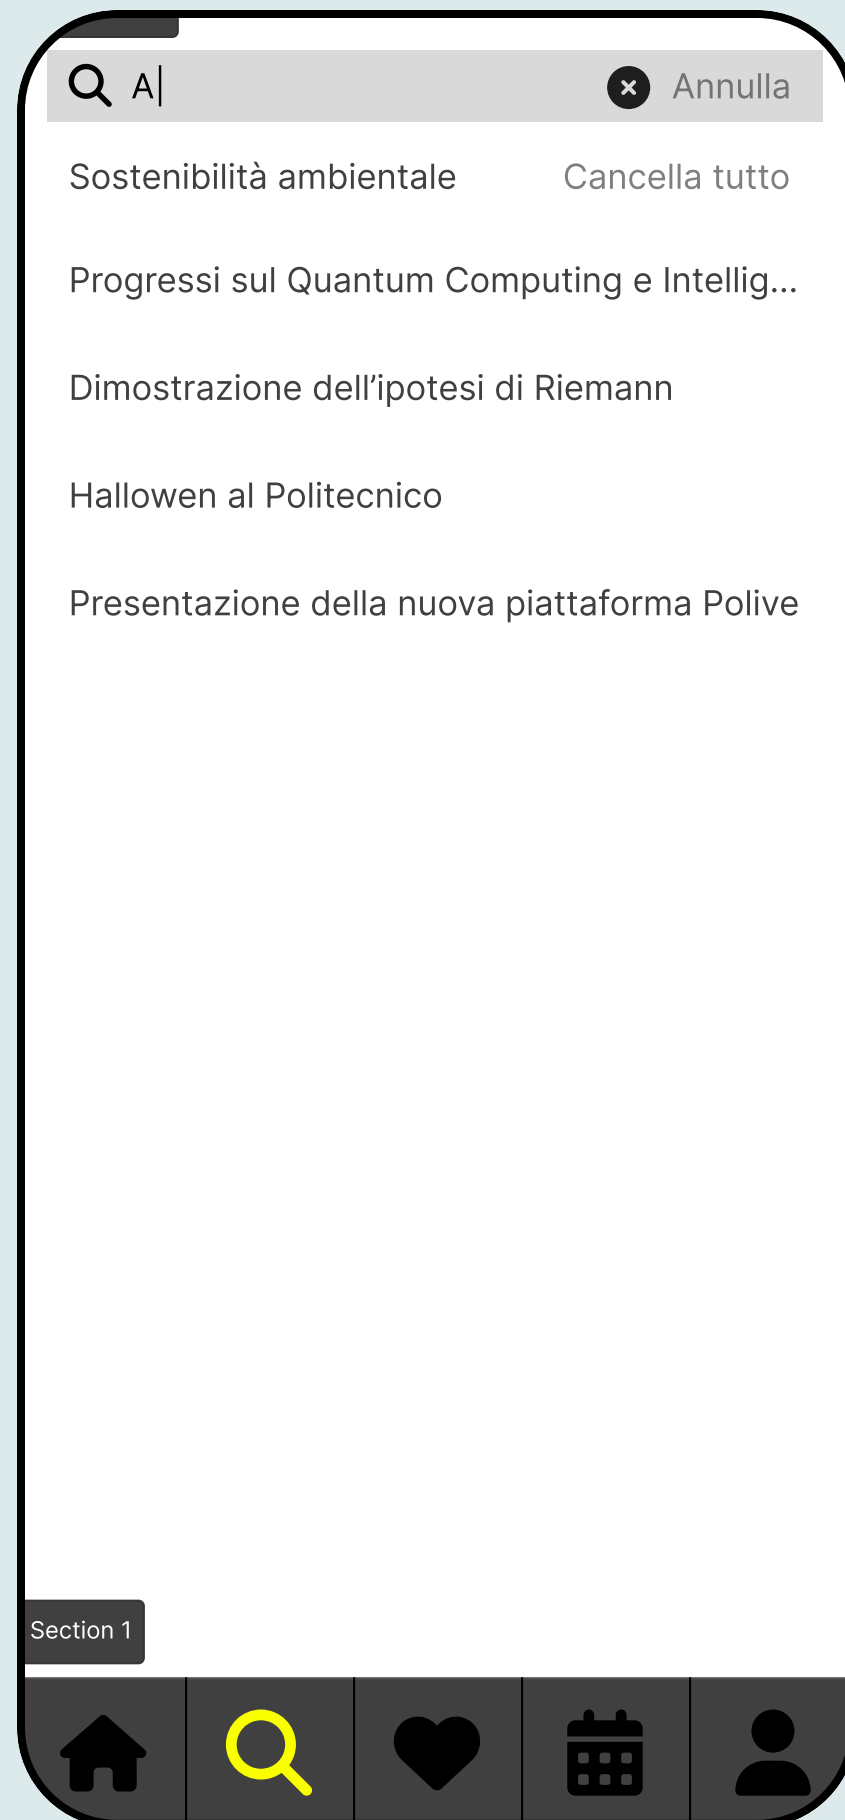 A
Annulla
Sostenibilità ambientale
Cancella tutto
Progressi sul Quantum Computing e Intellig...
Dimostrazione dell’ipotesi di Riemann
Hallowen al Politecnico
Presentazione della nuova piattaforma Polive
Section 1